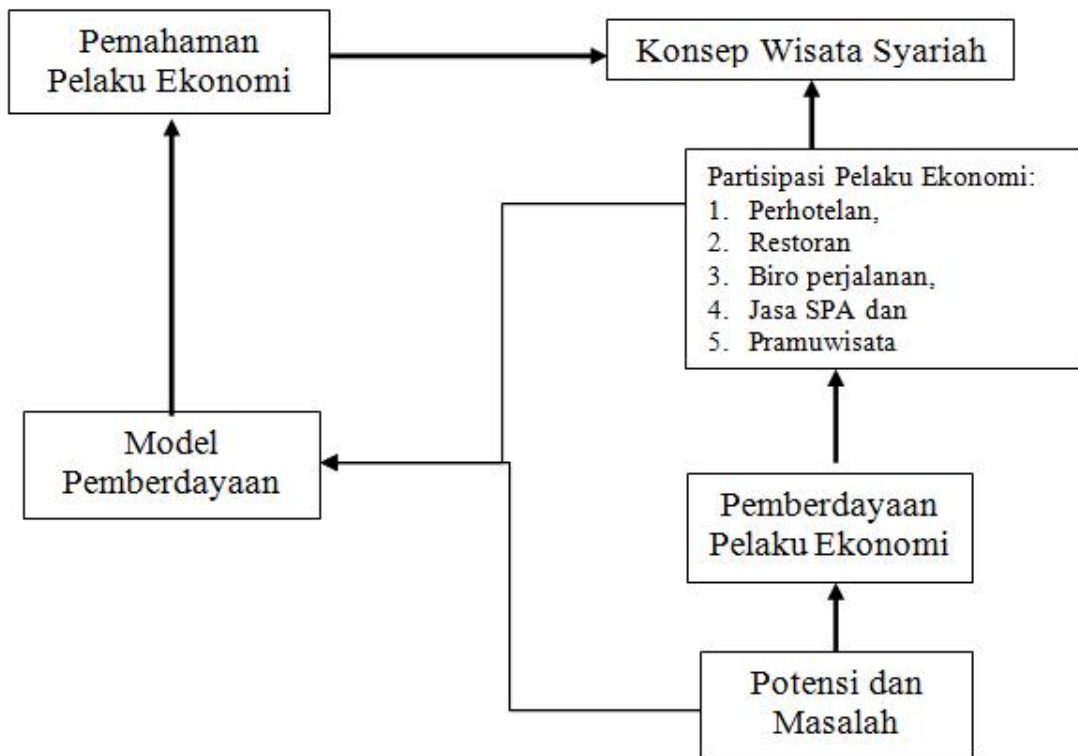 Pemahaman
Pelaku Ekonomi
Konsep Wisata Syariah
Partisipasi Pelaku Ekonomi:
1. Perhotelan,
2. Restoran
3. Biro perjalanan,
4. Jasa SPA dan
5. Pramuwisata
Model
Pemberdayaan
Pemberdayaan
Pelaku Ekonomi
Potensi dan
Masalah